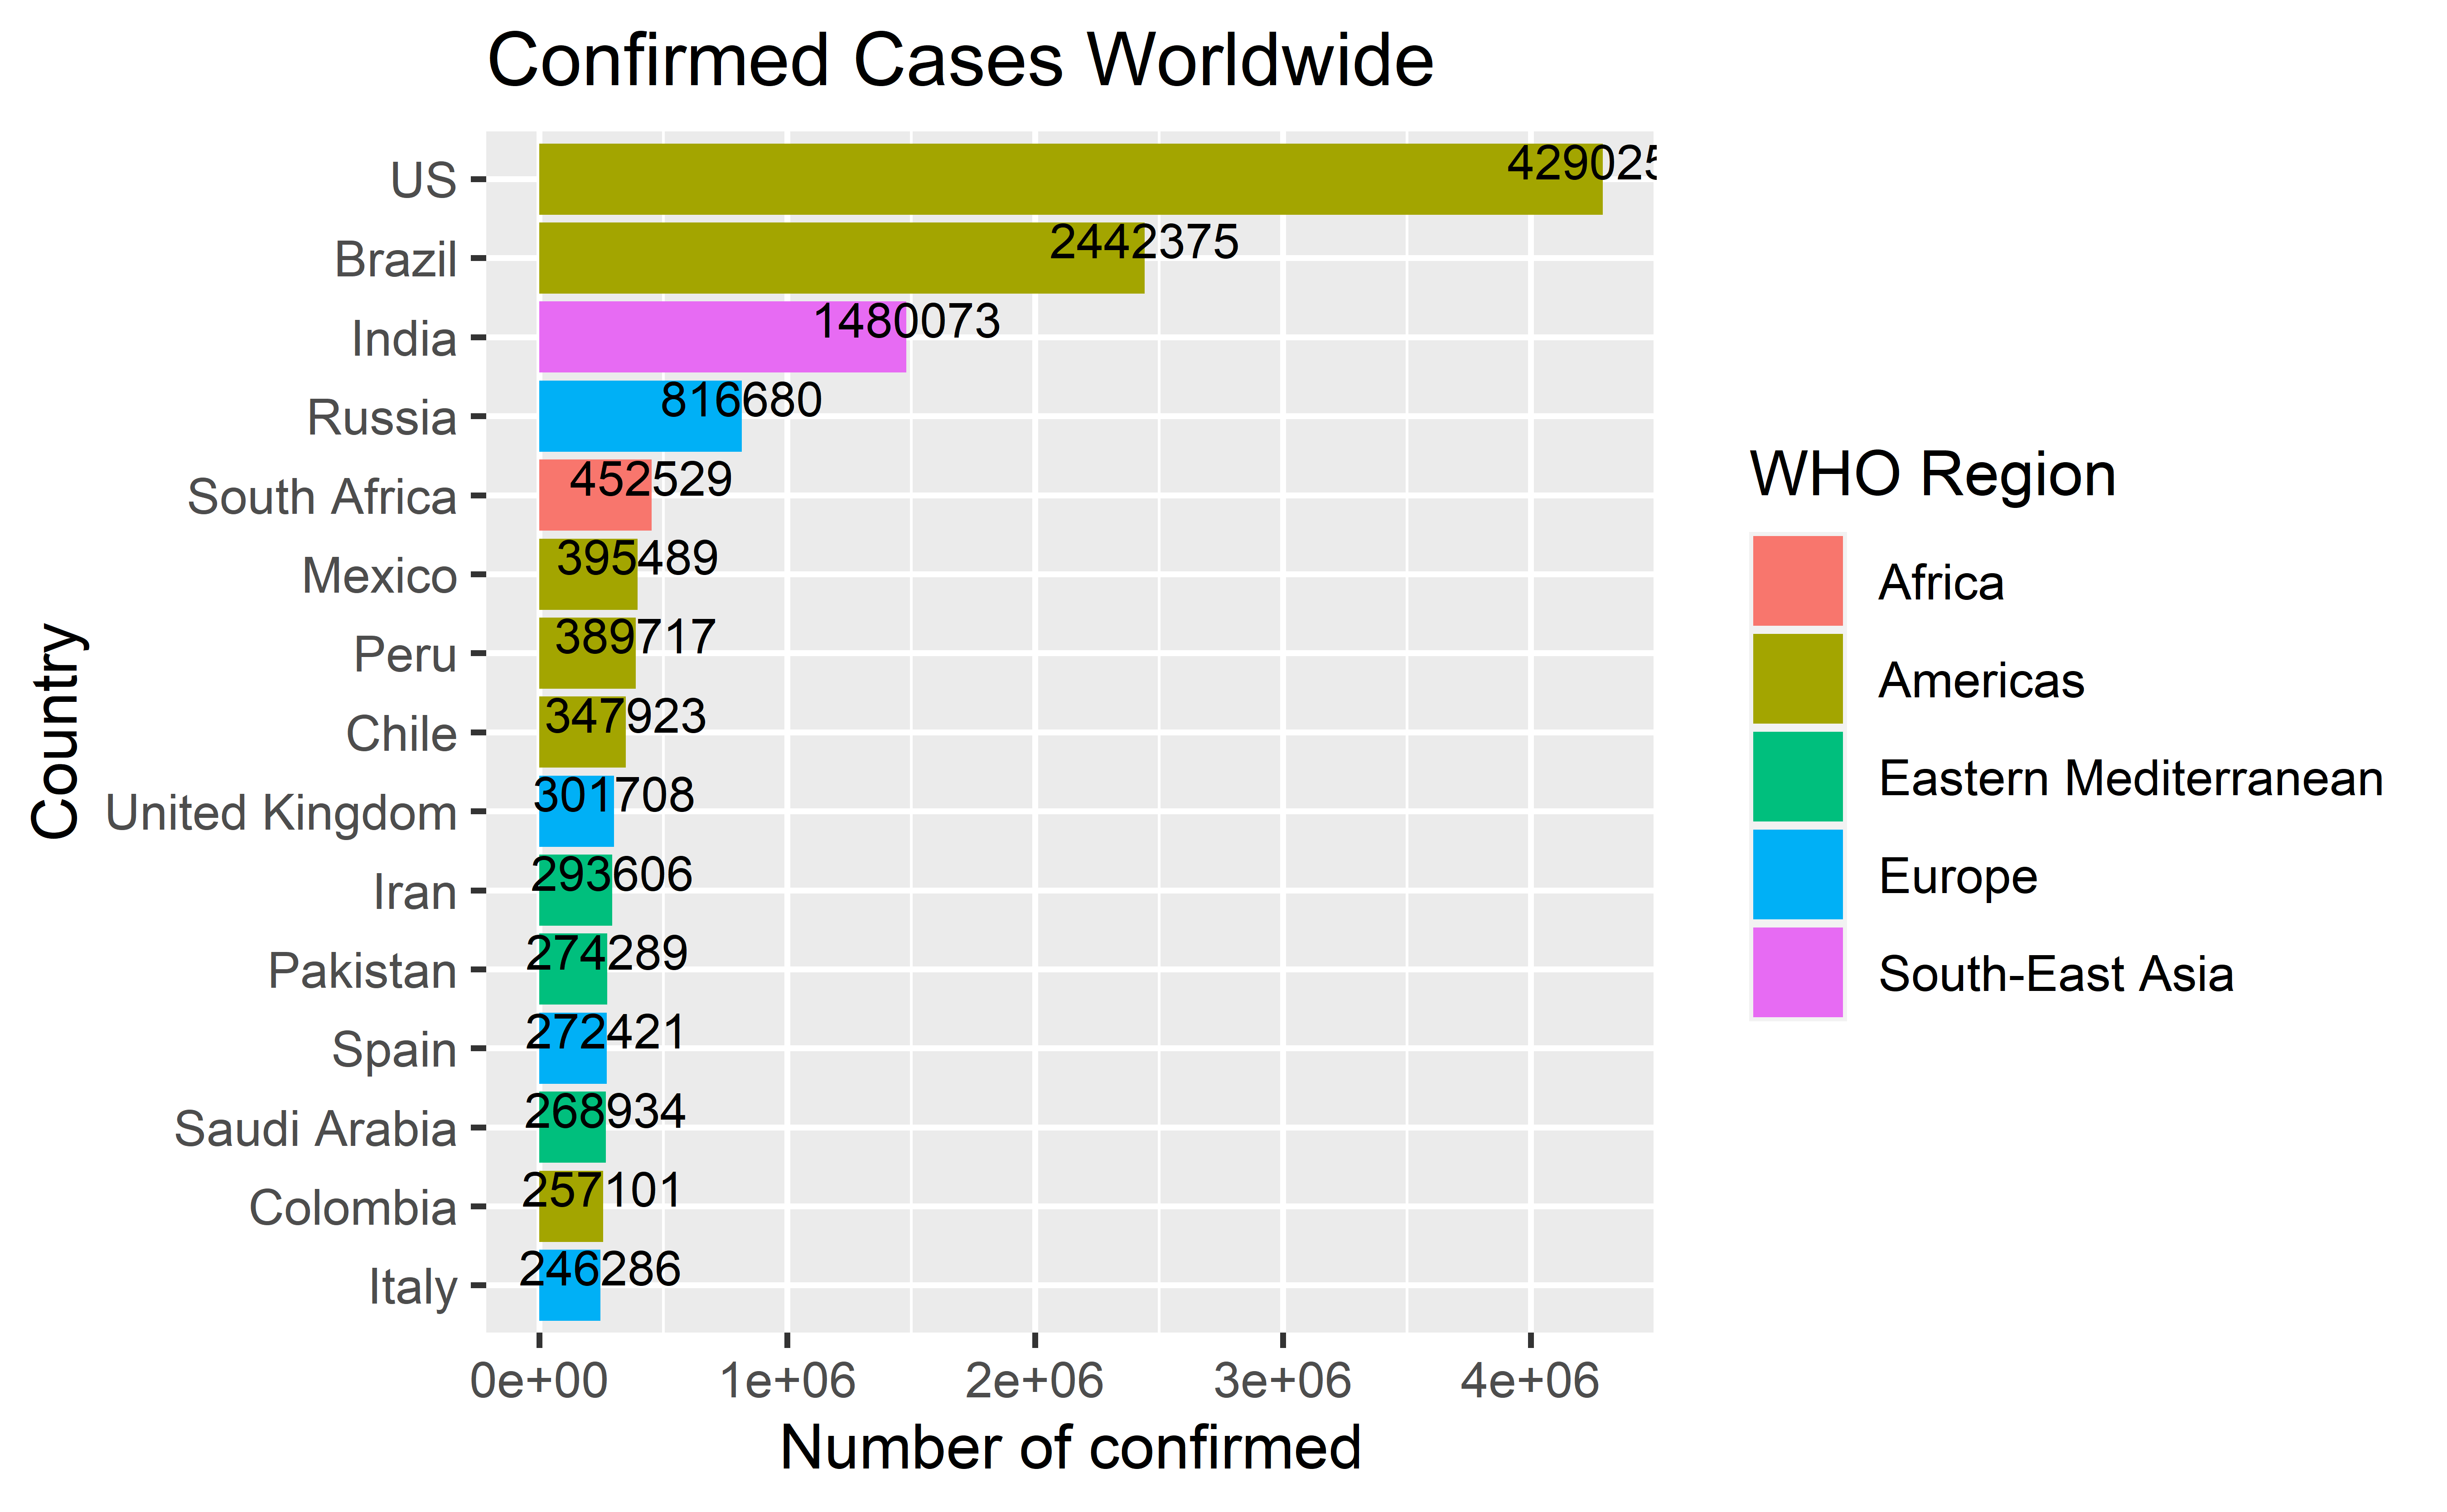 Confirmed Cases Worldwide
US
429025
Brazil
2442375
India
1480073
Russia
816680
South Africa
452529
Mexico
395489
Peru
389717
Chile
347923
United Kingdom
301708
Iran
293606
Pakistan
274289
Spain
272421
Saudi Arabia
268934
Colombia
257101
Italy
246286
Country
0e+00 1e+06 2e+06 3e+06 4e+06
Number of confirmed
WHO Region
Africa
Americas
Eastern Mediterranean
Europe
South-East Asia